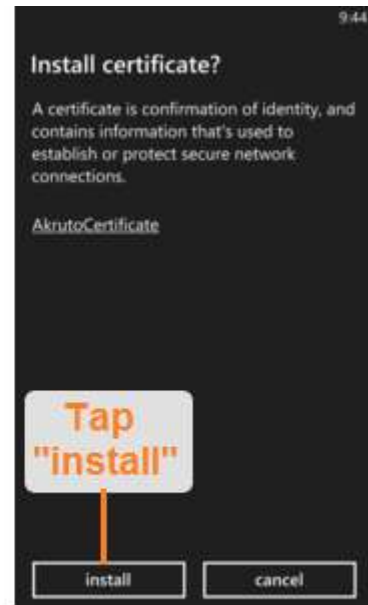 9:44
Install certificate?
A certificate is confirmation of identity, and
contains information that's used to
establish or protect secure network
connections.
AkrutoCertificate
Tap
"install"
install
cancel